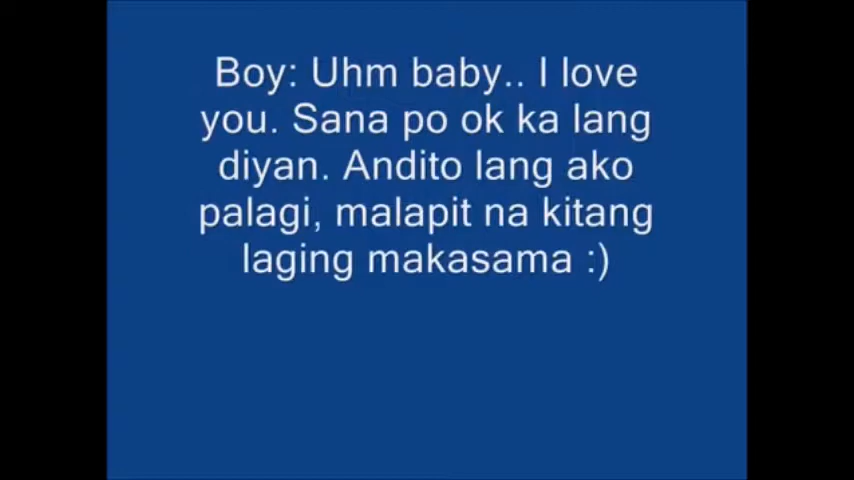 Boy: Uhm baby.. I love
you. Sana po ok ka lang
diyan. Andito lang ako
palagi, malapit na kitang
laging makasama :)